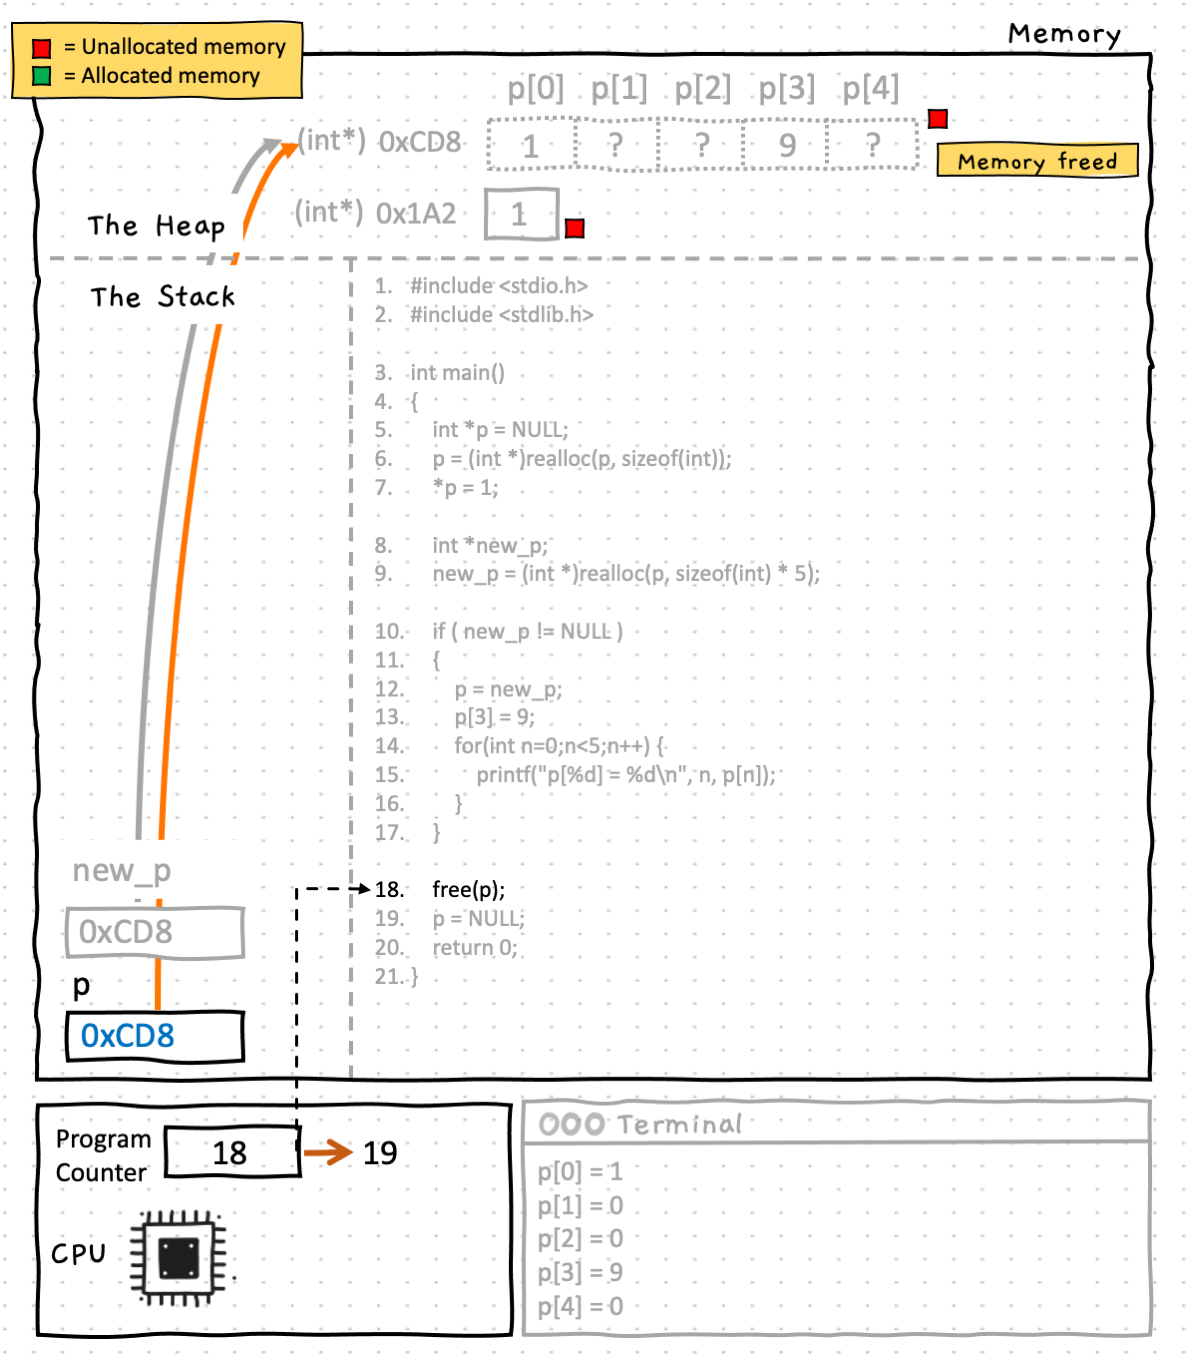 Memory
= Unallocated memory
= Allocated memory
p[0] p[1] p[2] p[3] p[4]
(int*) 0xCD8 1 ? ? 9 ?
Memory freed
(int*) 0x1A2 1
The Heap
The Stack
1. #include <stdio.h>
2. #include <stdlib.h>
3. int main()
4. {
5. int *p = NULL;
6. p = (int *)realloc(p, sizeof(int));
7. *p = 1;
8. int *new_p;
9. new_p = (int *)realloc(p, sizeof(int) * 5);
10. if ( new_p != NULL )
11. {
12. p = new_p;
13. p[3] = 9;
14. for(int n=0;n<5;n++) {
15. printf("p[%d] = %d\n", n, p[n]);
16. }
17. }
18. free(p);
19. p = NULL;
20. return 0;
21. }
new_p
0xCD8
p
0xCD8
Program
Counter
18
19
CPU
Terminal
p[0] = 1
p[1] = 0
p[2] = 0
p[3] = 9
p[4] = 0